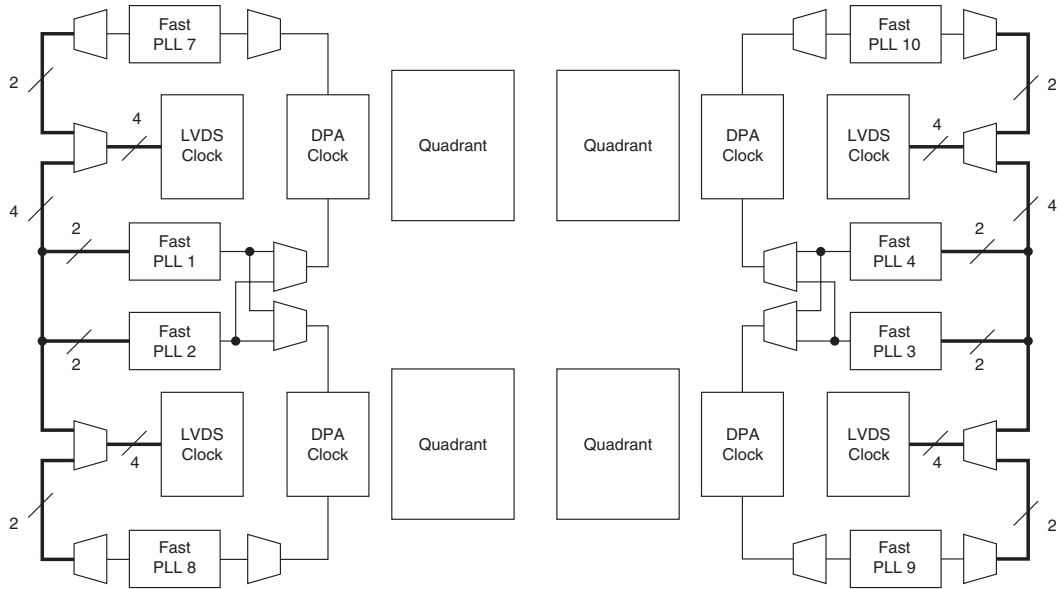 Fast
PLL 7
Fast
PLL 10
2
2
4
LVDS
Clock
DPA
Clock
Quadrant
Quadrant
DPA
Clock
LVDS
Clock
4
4
4
2
Fast
PLL 1
Fast
PLL 4
2
2
Fast
PLL 2
Fast
PLL 3
2
LVDS
Clock
4
DPA
Clock
Quadrant
Quadrant
DPA
Clock
LVDS
Clock
4
2
2
Fast
PLL 8
Fast
PLL 9